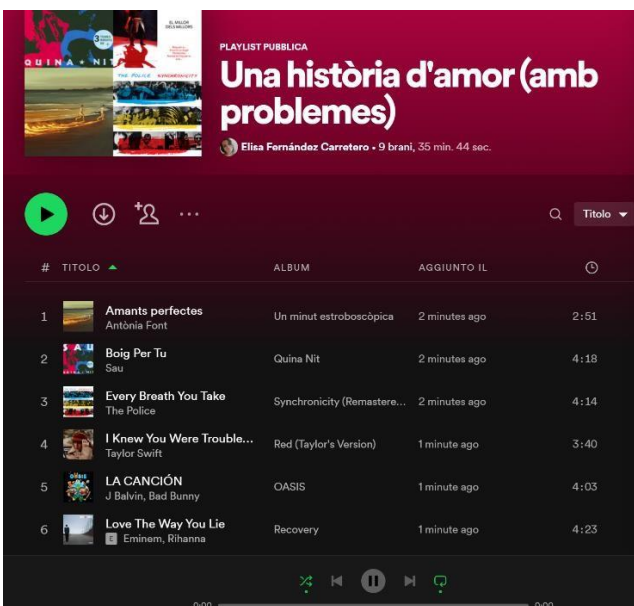 EL MILLOR
DELS MILLORS
QUINA NIT
THE POLICE SYNCHRONICITY
PLAYLIST PUBBLICA
Una història d'amor (amb
problemes)
Elisa Fernández Carretero • 9 brani, 35 min. 44 sec.
Titolo
# TITOLO ALBUM AGGIUNTO IL
1 Amants perfectes Un minut estroboscòpica 2 minutes ago 2:51
Antònia Font
2 Boig Per Tu Quina Nit 2 minutes ago 4:18
Sau
3 Every Breath You Take Synchronicity (Remastere... 2 minutes ago 4:14
The Police
4 I Knew You Were Trouble... Red (Taylor's Version) 1 minute ago 3:40
Taylor Swift
5 LA CANCIÓN OASIS 1 minute ago 4:03
J Balvin, Bad Bunny
6 Love The Way You Lie Recovery 1 minute ago 4:23
E Eminem, Rihanna
0:00 0:00